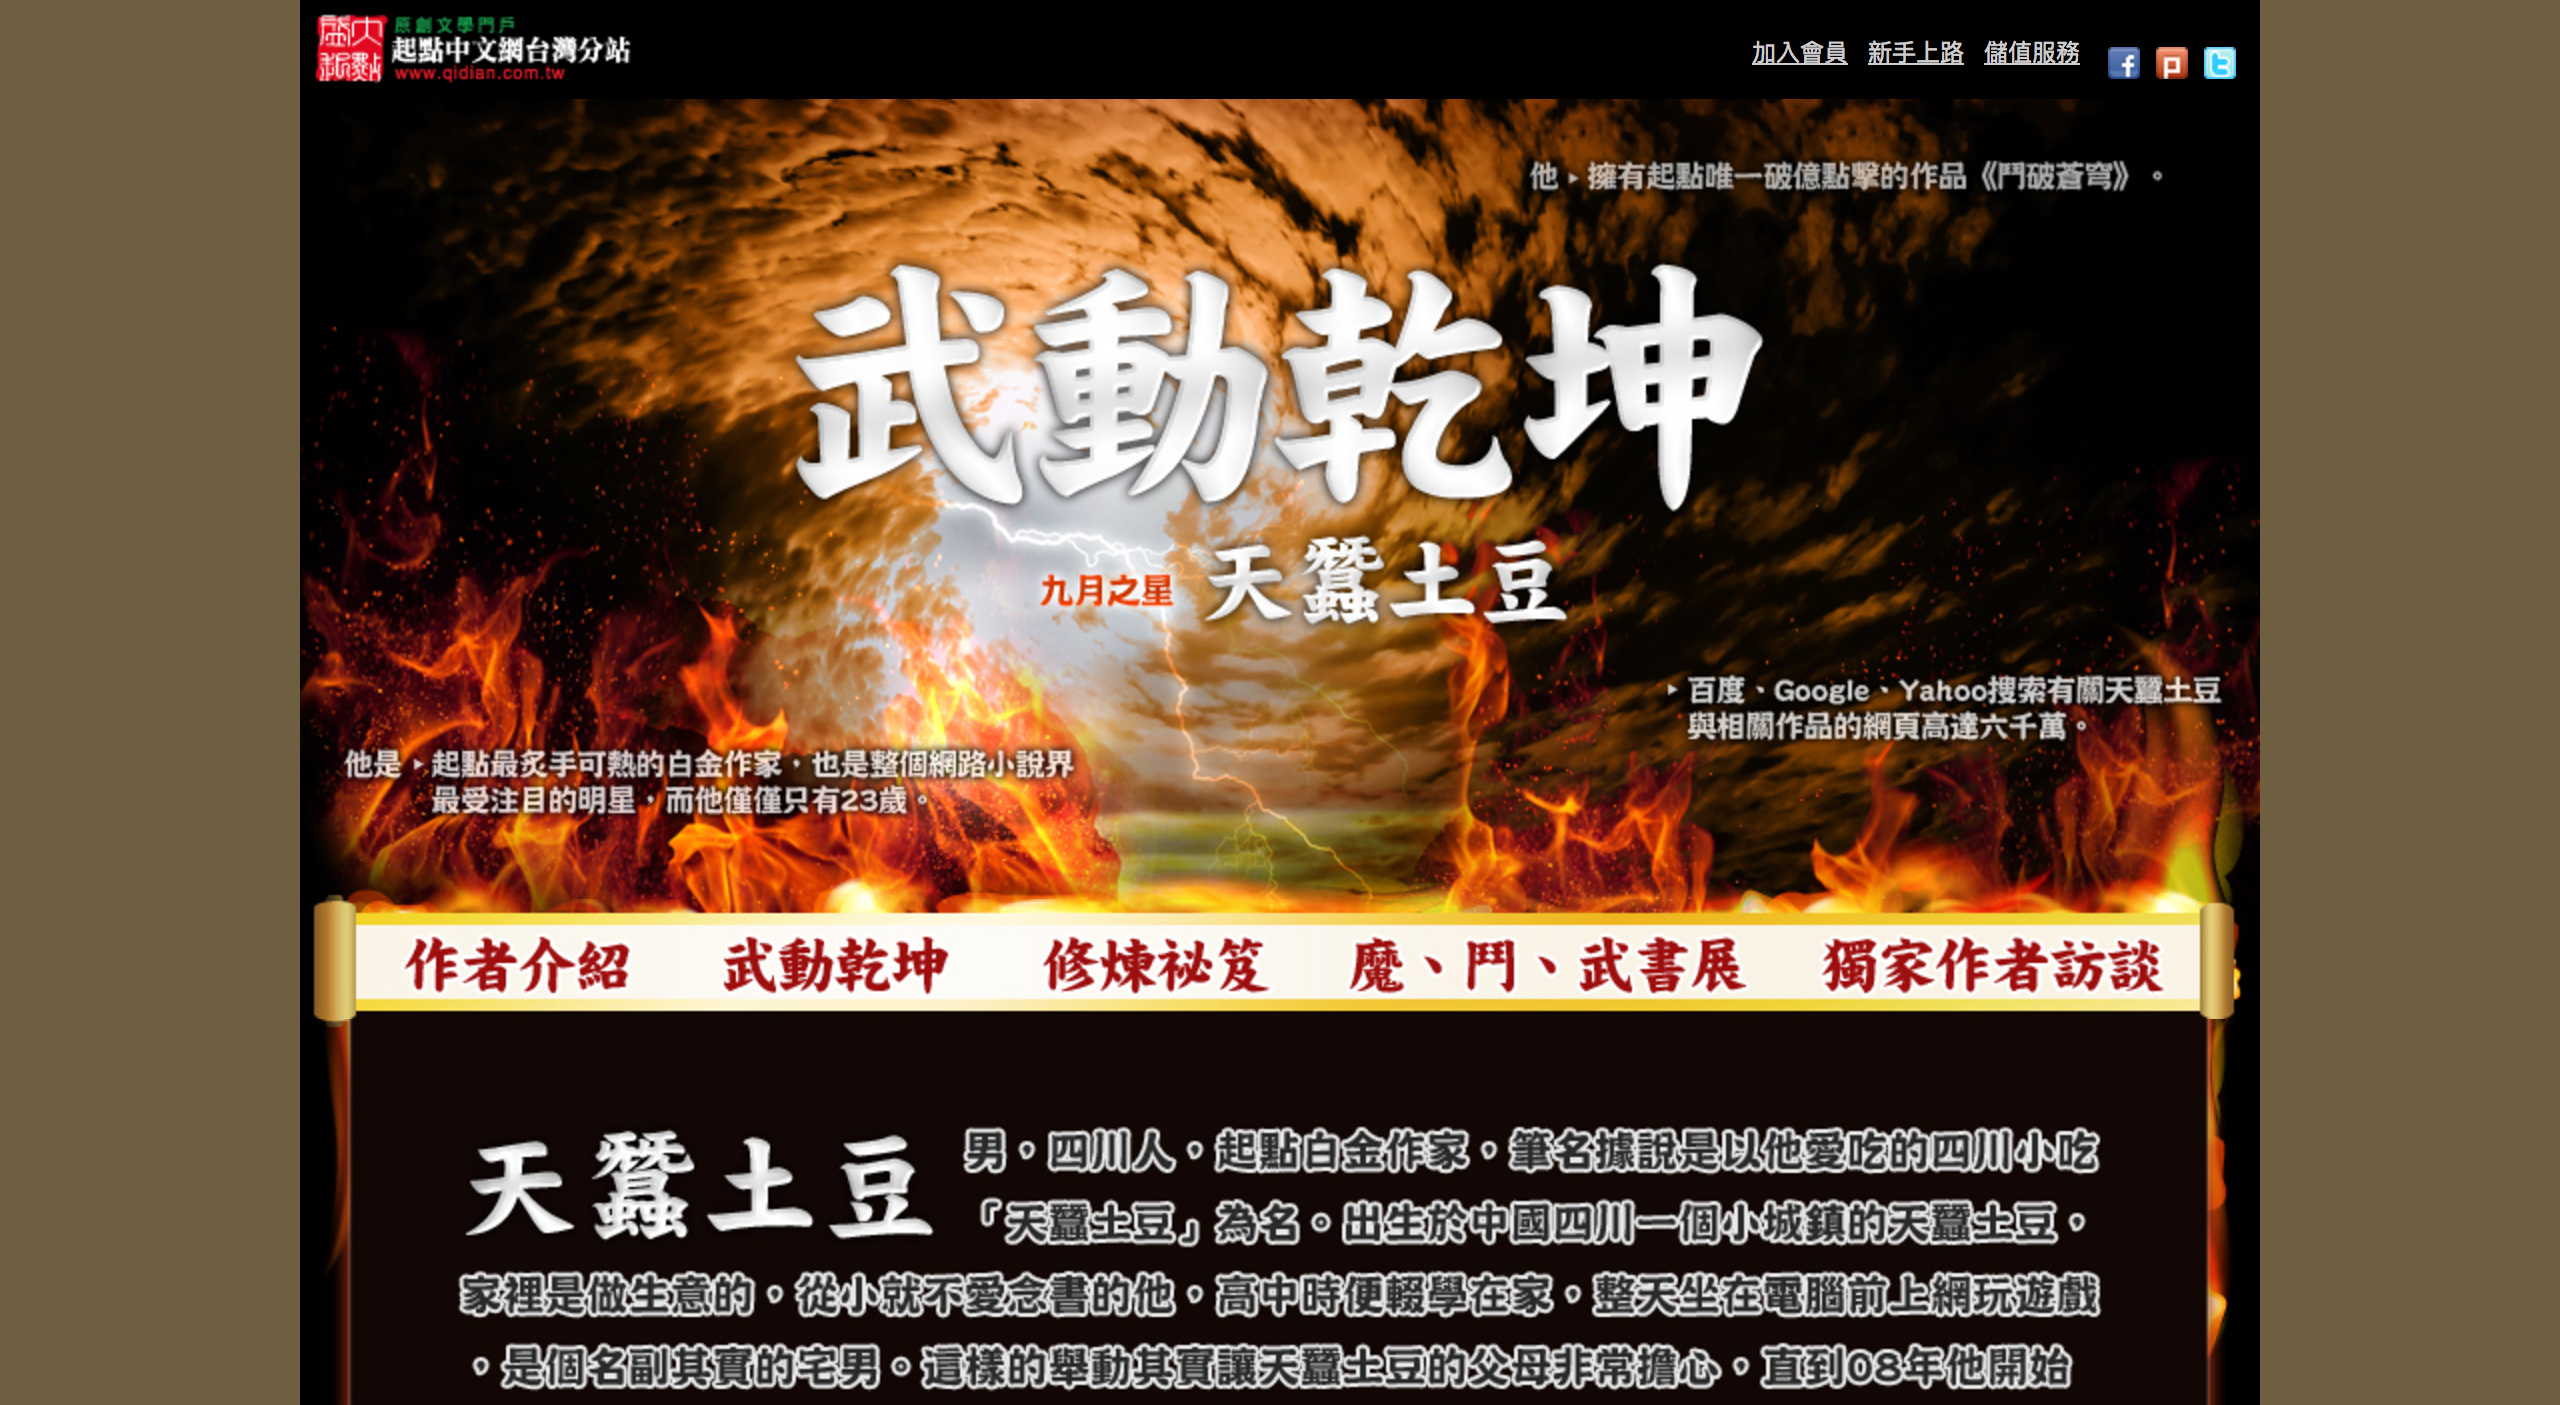 盛大
起點
原創文學門戶
起點中文網台灣分站
www.qidian.com.tw
加入會員 新手上路 儲值服務
他▸擁有起點唯一破億點擊的作品《鬥破蒼穹》。
武動乾坤
九月之星 天蠶土豆
▸百度、Google、Yahoo搜索有關天蠶土豆
與相關作品的網頁高達六千萬。
他是▸起點最炙手可熱的白金作家,也是整個網路小說界
最受注目的明星,而他僅僅只有23歲。
作者介紹 武動乾坤 修煉祕笈 魔、鬥、武書展 獨家作者訪談
天蠶土豆 男,四川人,起點白金作家,筆名據說是以他愛吃的四川小吃
「天蠶土豆」為名。出生於中國四川一個小城鎮的天蠶土豆,
家裡是做生意的,從小就不愛念書的他,高中時便輟學在家,整天坐在電腦前上網玩遊戲
,是個名副其實的宅男。這樣的舉動其實讓天蠶土豆的父母非常擔心,直到08年他開始